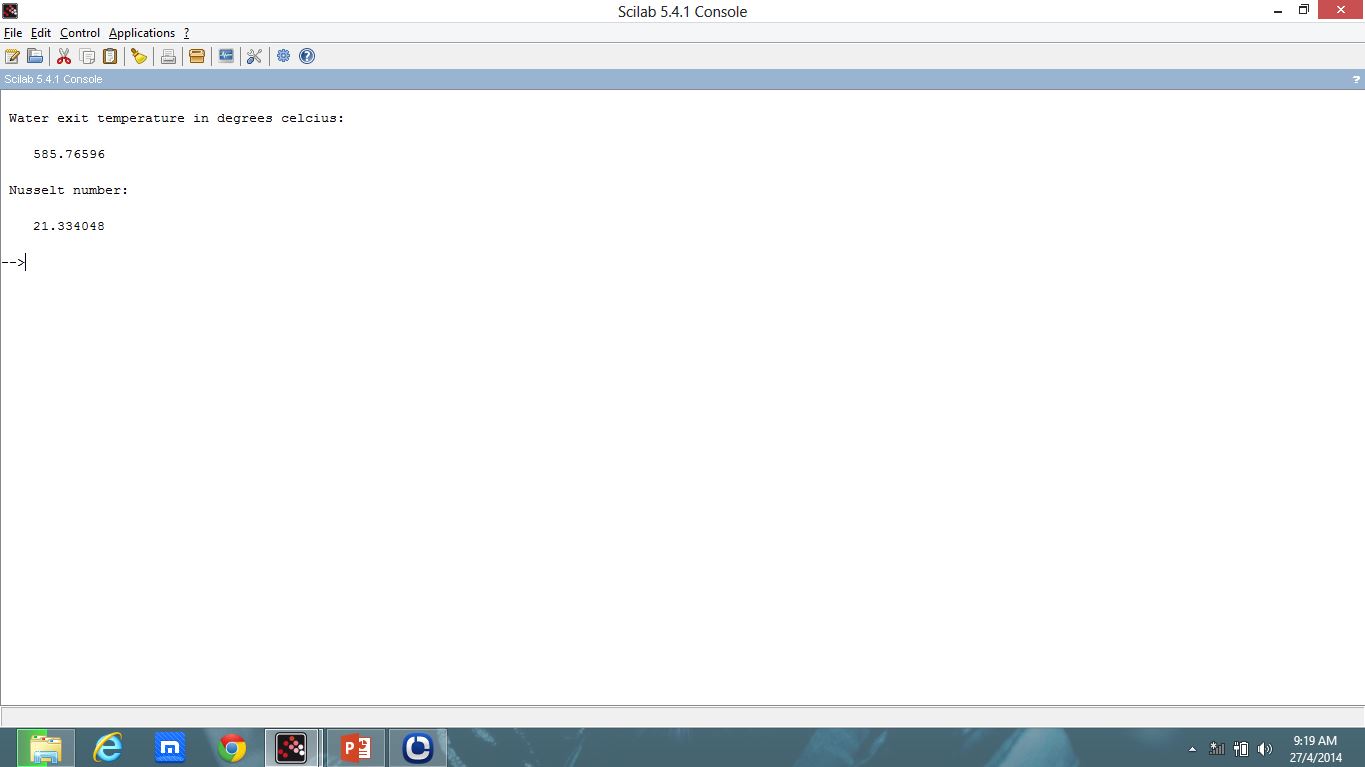 Scilab 5.4.1 Console
File Edit Control Applications ?
Scilab 5.4.1 Console ?
Water exit temperature in degrees celcius:
585.76596
Nusselt number:
21.334048
-->
9:19 AM
27/4/2014